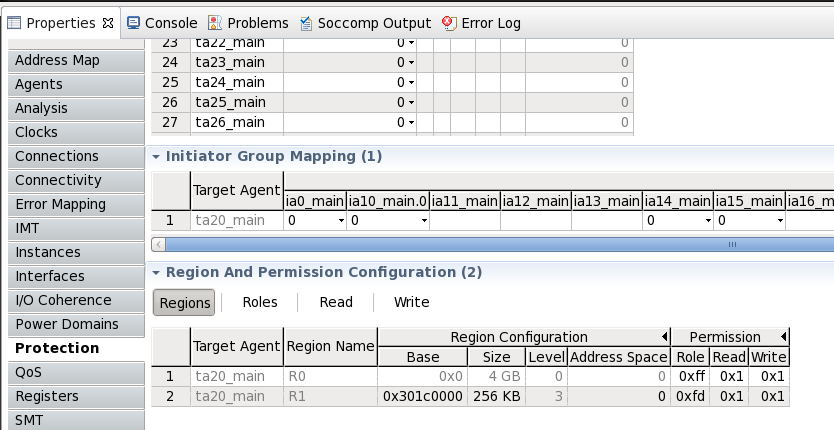 Properties Console Problems Soccomp Output Error Log
Address Map
Agents
Analysis
Clocks
Connections
Connectivity
Error Mapping
IMT
Instances
Interfaces
I/O Coherence
Power Domains
Protection
QoS
Registers
SMT
23 ta22_main 0 0
24 ta23_main 0 0
25 ta24_main 0 0
26 ta25_main 0 0
27 ta26_main 0 0
Initiator Group Mapping (1)
Target Agent
ia0_main ia10_main.0 ia11_main ia12_main ia13_main ia14_main ia15_main ia16_m
1 ta20_main 0 0 0 0
Region And Permission Configuration (2)
Regions Roles Read Write
Target Agent Region Name Region Configuration Permission
Base Size Level Address Space Role Read Write
1 ta20_main R0 0x0 4 GB 0 0 0xff 0x1 0x1
2 ta20_main R1 0x301c0000 256 KB 3 0 0xfd 0x1 0x1